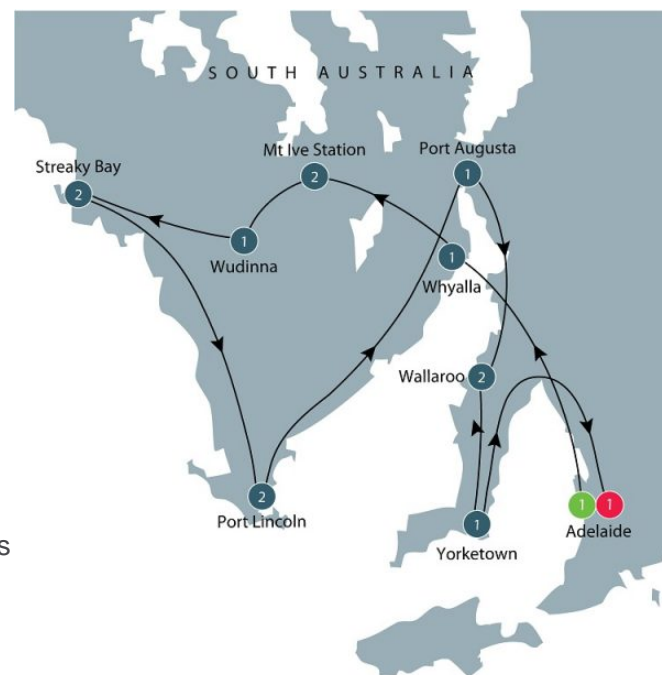 SOUTH AUSTRALIA
Mt Ive Station
Port Augusta
Streaky Bay
2
1
2
1
Wudinna
1
Whyalla
Wallaroo
2
2
Port Lincoln
1
Yorketown
1
1
Adelaide
S